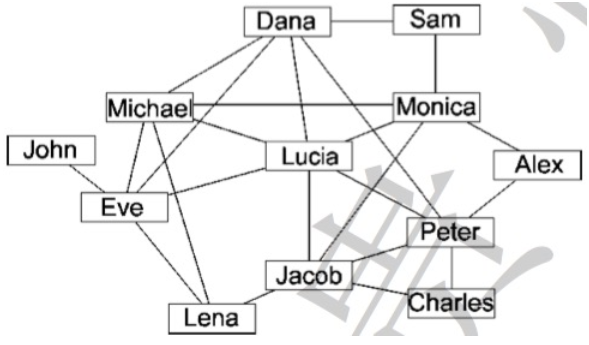 Dana
Sam
Michael
Monica
John
Lucia
Alex
Eve
Peter
Jacob
Charles
Lena